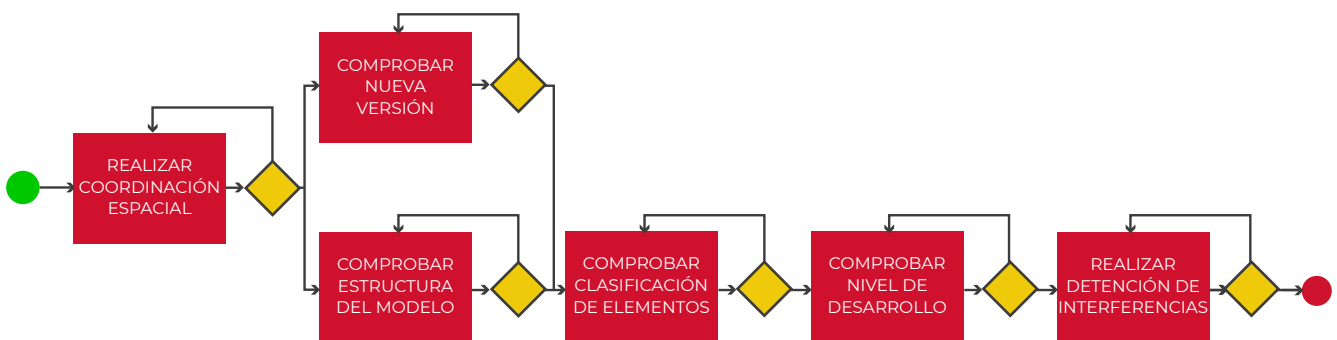 REALIZAR
COORDINACIÓN
ESPACIAL
COMPROBAR
NUEVA
VERSIÓN
COMPROBAR
ESTRUCTURA
DEL MODELO
COMPROBAR
CLASIFICACIÓN
DE ELEMENTOS
COMPROBAR
NIVEL DE
DESARROLLO
REALIZAR
DETENCIÓN DE
INTERFERENCIAS